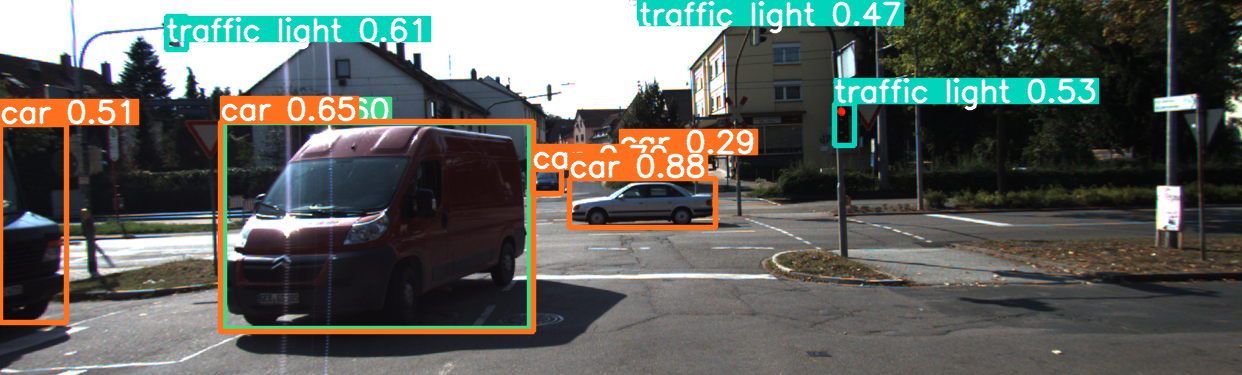 traffic light 0.47
traffic light 0.61
traffic light 0.53
car 0.51
car 0.65
60
car 0.29
car 0.88